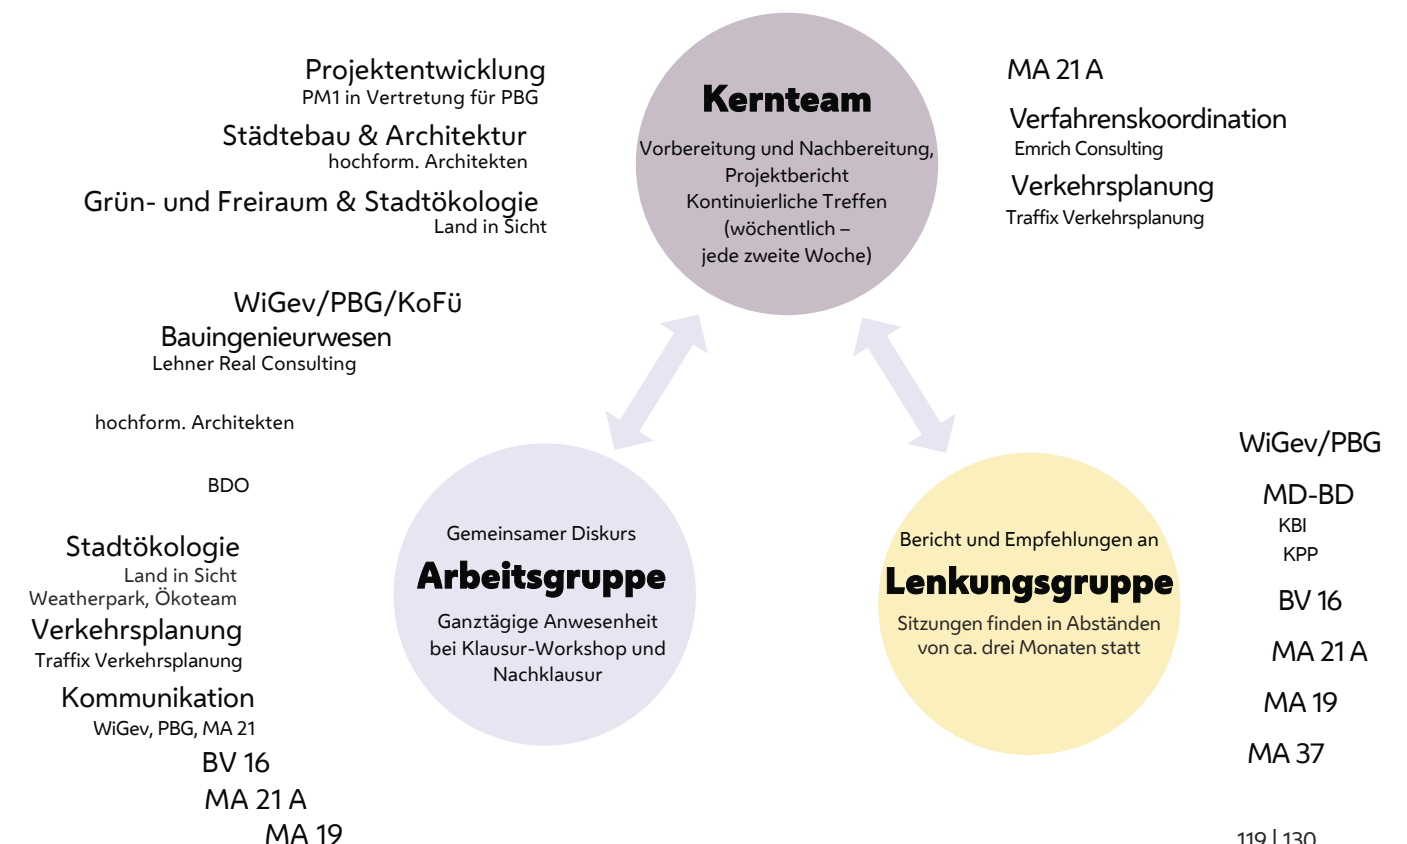 Projektentwicklung
PM1 in Vertretung für PBG
Städtebau & Architektur
hochform. Architekten
Grün- und Freiraum & Stadtökologie
Land in Sicht
Kernteam
Vorbereitung und Nachbereitung,
Projektbericht
Kontinuierliche Treffen
(wöchentlich –
jede zweite Woche)
MA 21 A
Verfahrenskoordination
Emrich Consulting
Verkehrsplanung
Traffix Verkehrsplanung
WiGev/PBG/KoFü
Bauingenieurwesen
Lehner Real Consulting
hochform. Architekten
BDO
Stadtökologie
Land in Sicht
Weatherpark, Ökoteam
Verkehrsplanung
Traffix Verkehrsplanung
Kommunikation
WiGev, PBG, MA 21
BV 16
MA 21 A
MA 19
Gemeinsamer Diskurs
Arbeitsgruppe
Ganztägige Anwesenheit
bei Klausur-Workshop und
Nachklausur
Bericht und Empfehlungen an
Lenkungsgruppe
Sitzungen finden in Abständen
von ca. drei Monaten statt
WiGev/PBG
MD-BD
KBI
KPP
BV 16
MA 21 A
MA 19
MA 37
119 | 130